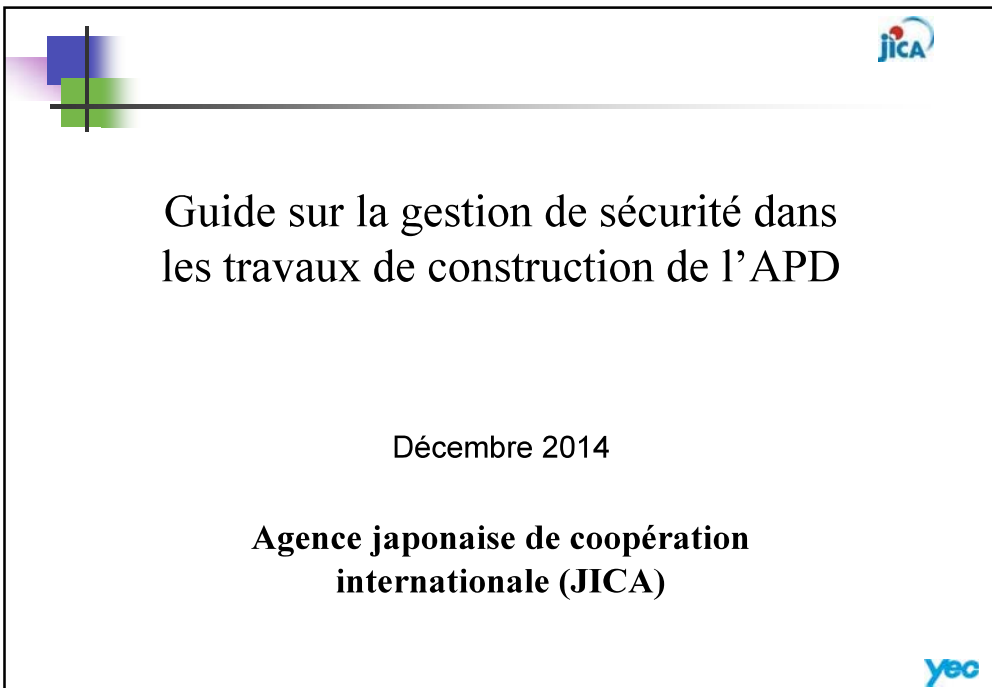 jica
Guide sur la gestion de sécurité dans
les travaux de construction de l’APD
Décembre 2014
Agence japonaise de coopération
internationale (JICA)
yec